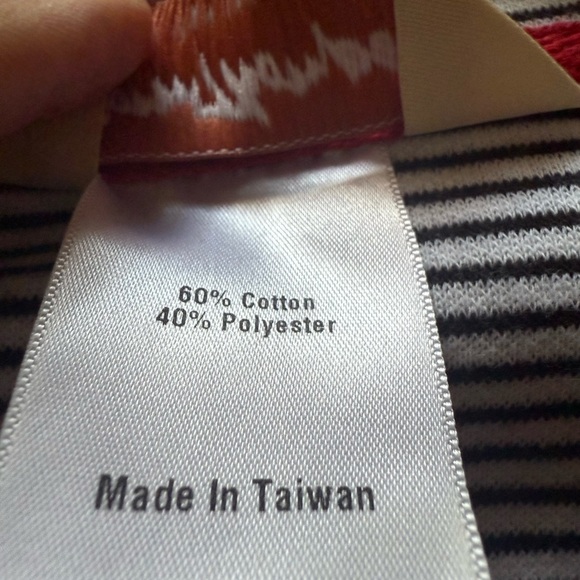 60% Cotton
40% Polyester
Made In Taiwan